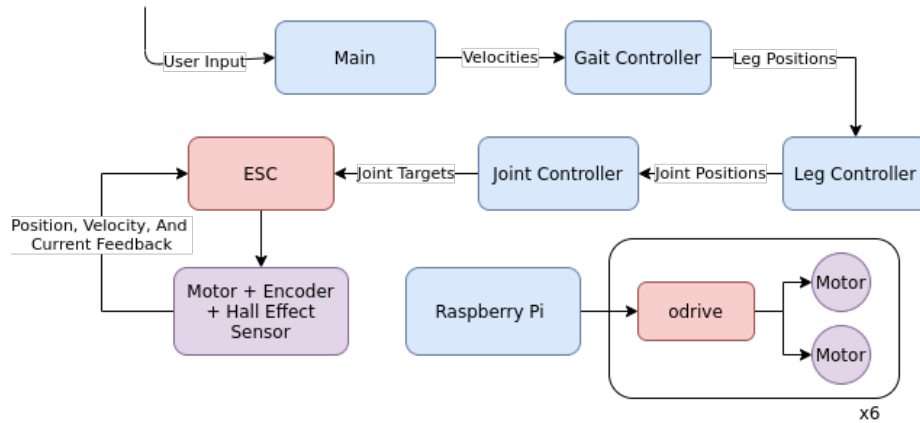 User Input
Main
Velocities
Gait Controller
Leg Positions
ESC
Joint Targets
Joint Controller
Joint Positions
Leg Controller
Position, Velocity, And
Current Feedback
Motor + Encoder
+ Hall Effect
Sensor
Raspberry Pi
odrive
Motor
Motor
x6